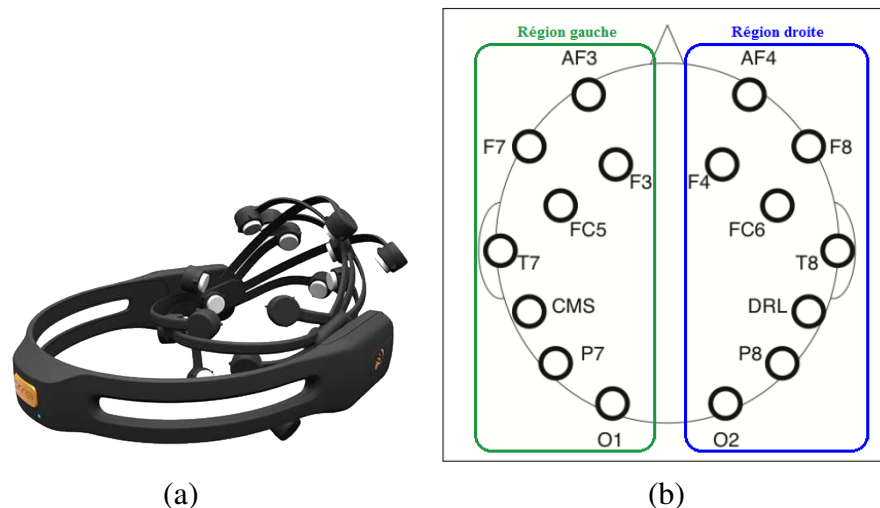 Région gauche
Région droite
AF3
AF4
F7
F8
F3
F4
FC5
FC6
T7
T8
CMS
DRL
P7
P8
O1
O2
(a)
(b)